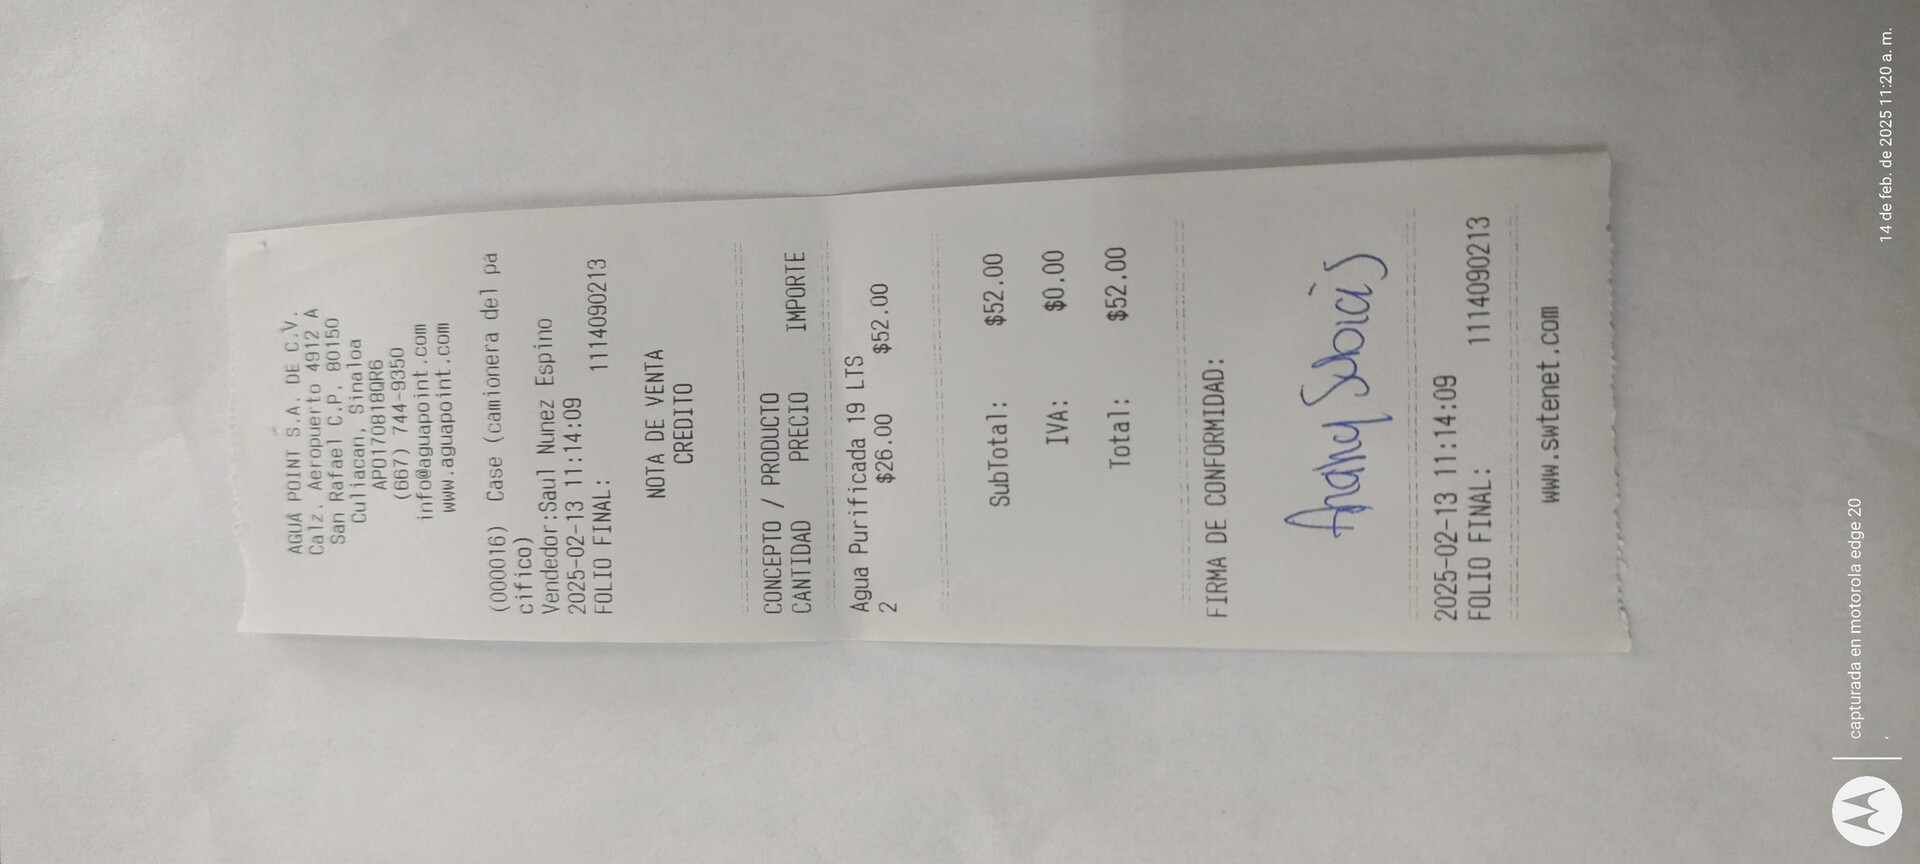 AGUA POINT S.A. DE C.V.
Calz. Aeropuerto 4912 A
San Rafael C.P. 80150
Culiacan, Sinaloa
APO170818QR6
(667) 744-9350
info@aguapoint.com
www.aguapoint.com
(000016) Case (camionera del pa
cifico)
Vendedor:Saul Nunez Espino
2025-02-13 11:14:09
FOLIO FINAL: 1114090213
NOTA DE VENTA
CREDITO
CONCEPTO / PRODUCTO
CANTIDAD PRECIO IMPORTE
Agua Purificada 19 LTS
2 $26.00 $52.00
SubTotal: $52.00
IVA: $0.00
Total: $52.00
FIRMA DE CONFORMIDAD:
2025-02-13 11:14:09
FOLIO FINAL: 1114090213
www.swtenet.com
capturada en motorola edge 20
14 de feb. de 2025 11:20 a. m.